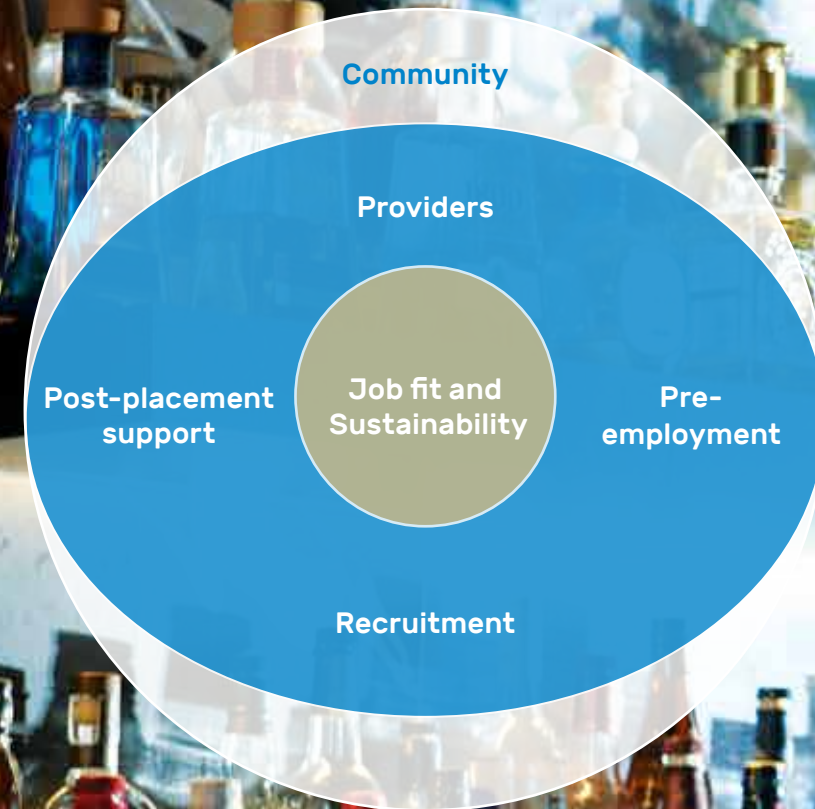 Community
Providers
Post-placement
support
Job fit and
Sustainability
Pre-
employment
Recruitment